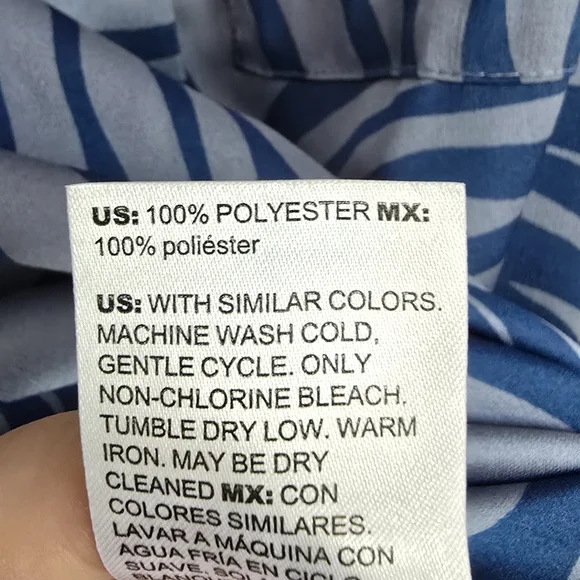 US: 100% POLYESTER MX:
100% poliéster
US: WITH SIMILAR COLORS.
MACHINE WASH COLD,
GENTLE CYCLE. ONLY
NON-CHLORINE BLEACH.
TUMBLE DRY LOW. WARM
IRON. MAY BE DRY
CLEANED MX: CON
COLORES SIMILARES.
LAVAR A MÁQUINA CON
AGUA FRÍA EN CICLO